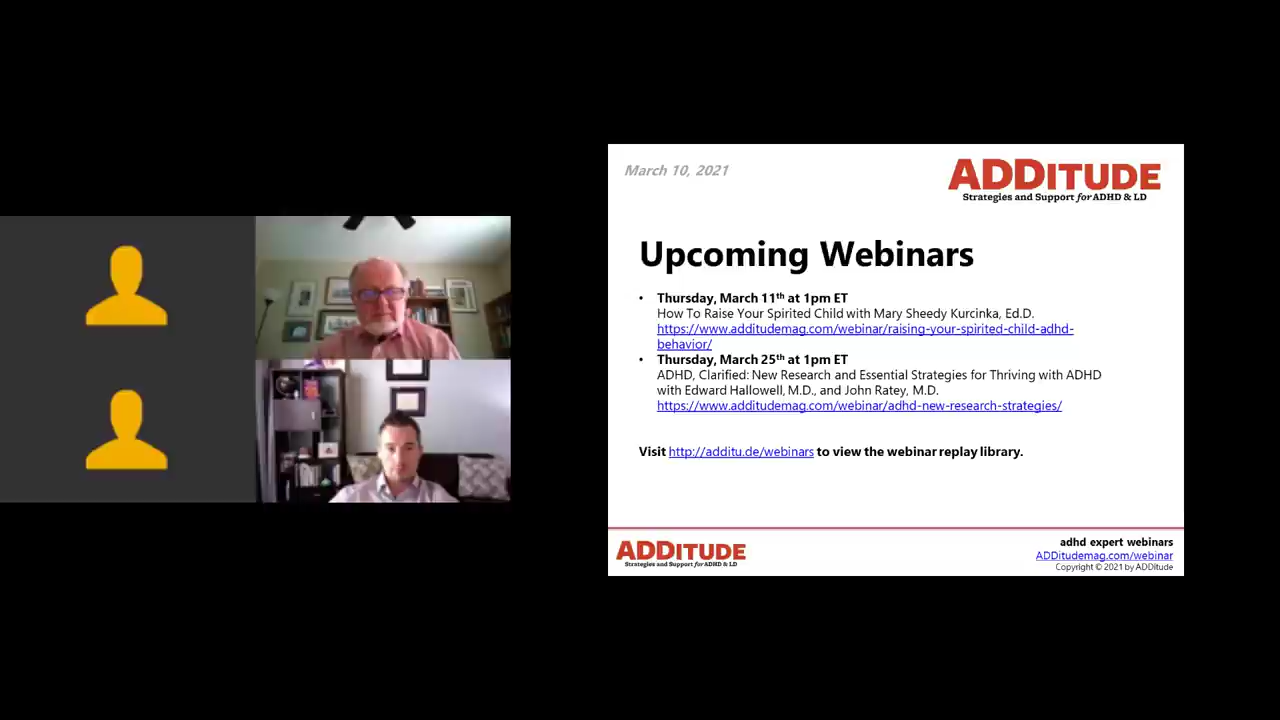 March 10, 2021
ADDITUDE
Strategies and Support for ADHD & LD
Upcoming Webinars
• Thursday, March 11th at 1pm ET
How To Raise Your Spirited Child with Mary Sheedy Kurcinka, Ed.D.
https://www.additudemag.com/webinar/raising-your-spirited-child-adhd-
behavior/
• Thursday, March 25th at 1pm ET
ADHD, Clarified: New Research and Essential Strategies for Thriving with ADHD
with Edward Hallowell, M.D., and John Ratey, M.D.
https://www.additudemag.com/webinar/adhd-new-research-strategies/
Visit http://additu.de/webinars to view the webinar replay library.
ADDITUDE
Strategies and Support for ADHD & LD
adhd expert webinars
ADDitudemag.com/webinar
Copyright © 2021 by ADDitude